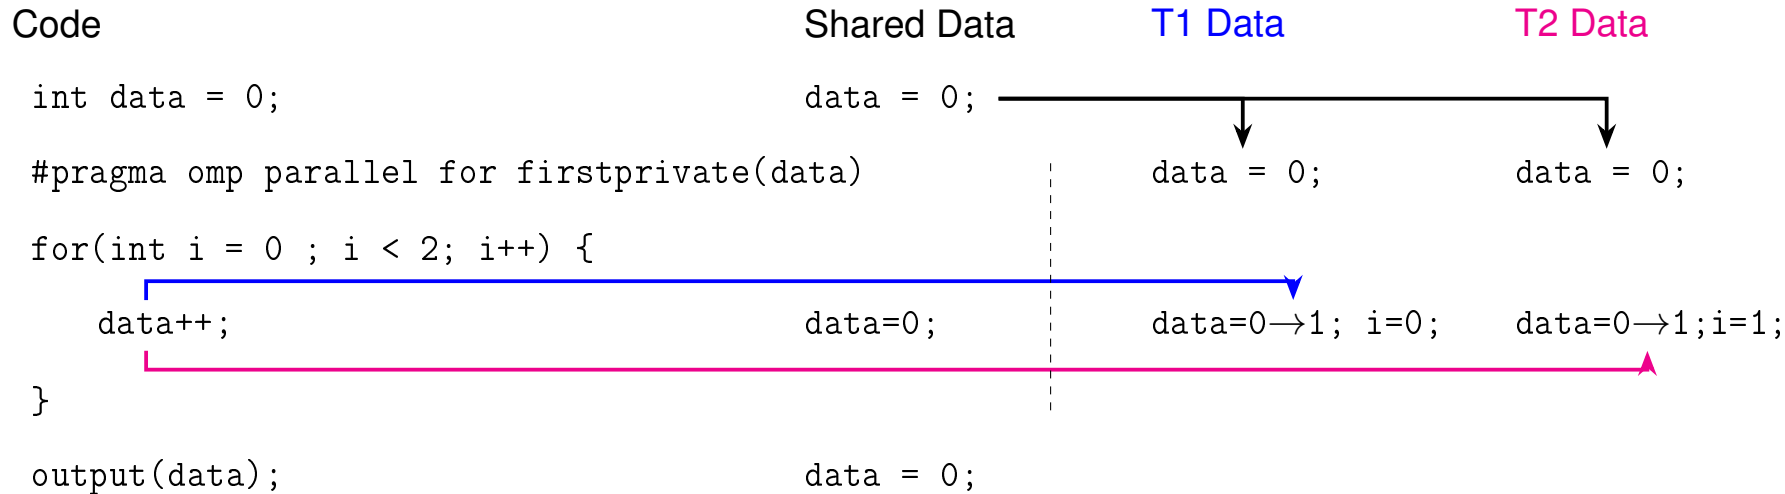 Code Shared Data T1 Data T2 Data
int data = 0; data = 0;
#pragma omp parallel for firstprivate(data) data = 0; data = 0;
for(int i = 0 ; i < 2; i++) {
data++; data=0; data=0→1; i=0; data=0→1;i=1;
}
output(data); data = 0;